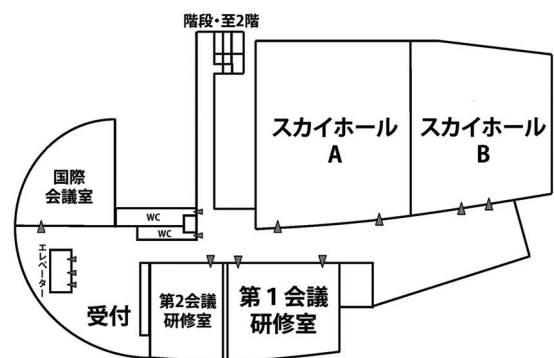 階段・至2階
スカイホール
A
スカイホール
B
国際
会議室
WC
WC
エレベーター
受付
第2会議
研修室
第1会議
研修室